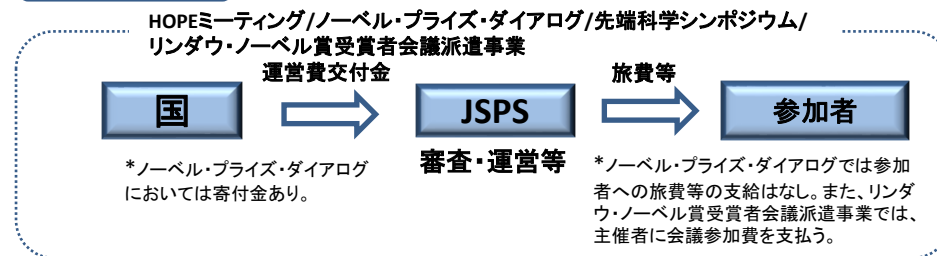 HOPEミーティング/ノーベル・プライズ・ダイアログ/先端科学シンポジウム/
リンダウ・ノーベル賞受賞者会議派遣事業
運営費交付金
旅費等
国
JSPS
参加者
審査・運営等
*ノーベル・プライズ・ダイアログ
においては寄付金あり。
*ノーベル・プライズ・ダイアログでは参加
者への旅費等の支給はなし。また、リンダ
ウ・ノーベル賞受賞者会議派遣事業では、
主催者に会議参加費を支払う。